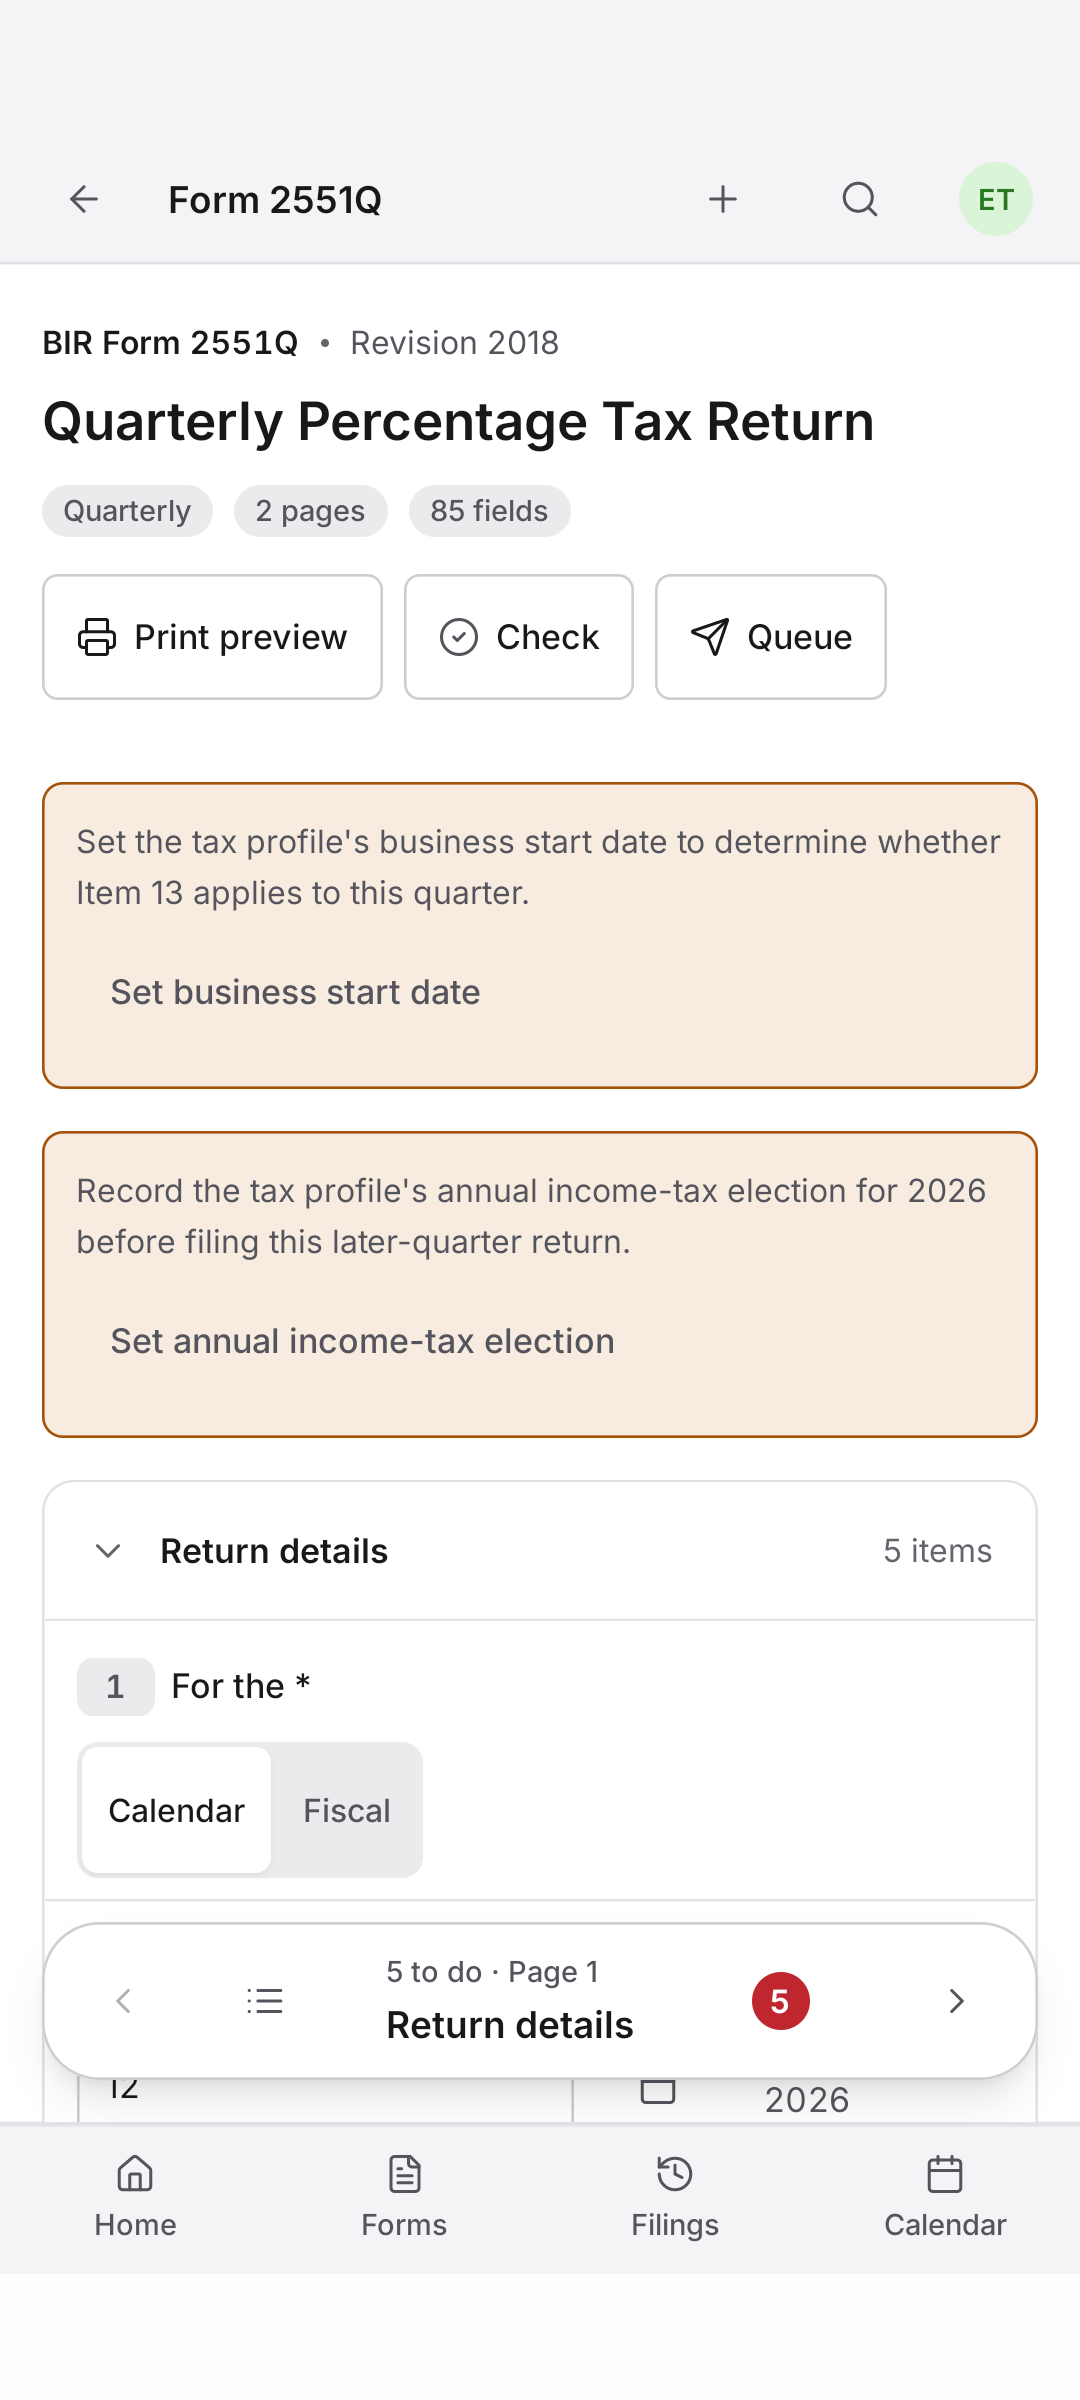 Form 2551Q
ET
BIR Form 2551Q • Revision 2018
Quarterly Percentage Tax Return
Quarterly
2 pages
85 fields
Print preview
Check
Queue
Set the tax profile's business start date to determine whether
Item 13 applies to this quarter.
Set business start date
Record the tax profile's annual income-tax election for 2026
before filing this later-quarter return.
Set annual income-tax election
Return details
5 items
1 For the *
Calendar
Fiscal
5 to do · Page 1
Return details
5
12
2026
Home
Forms
Filings
Calendar